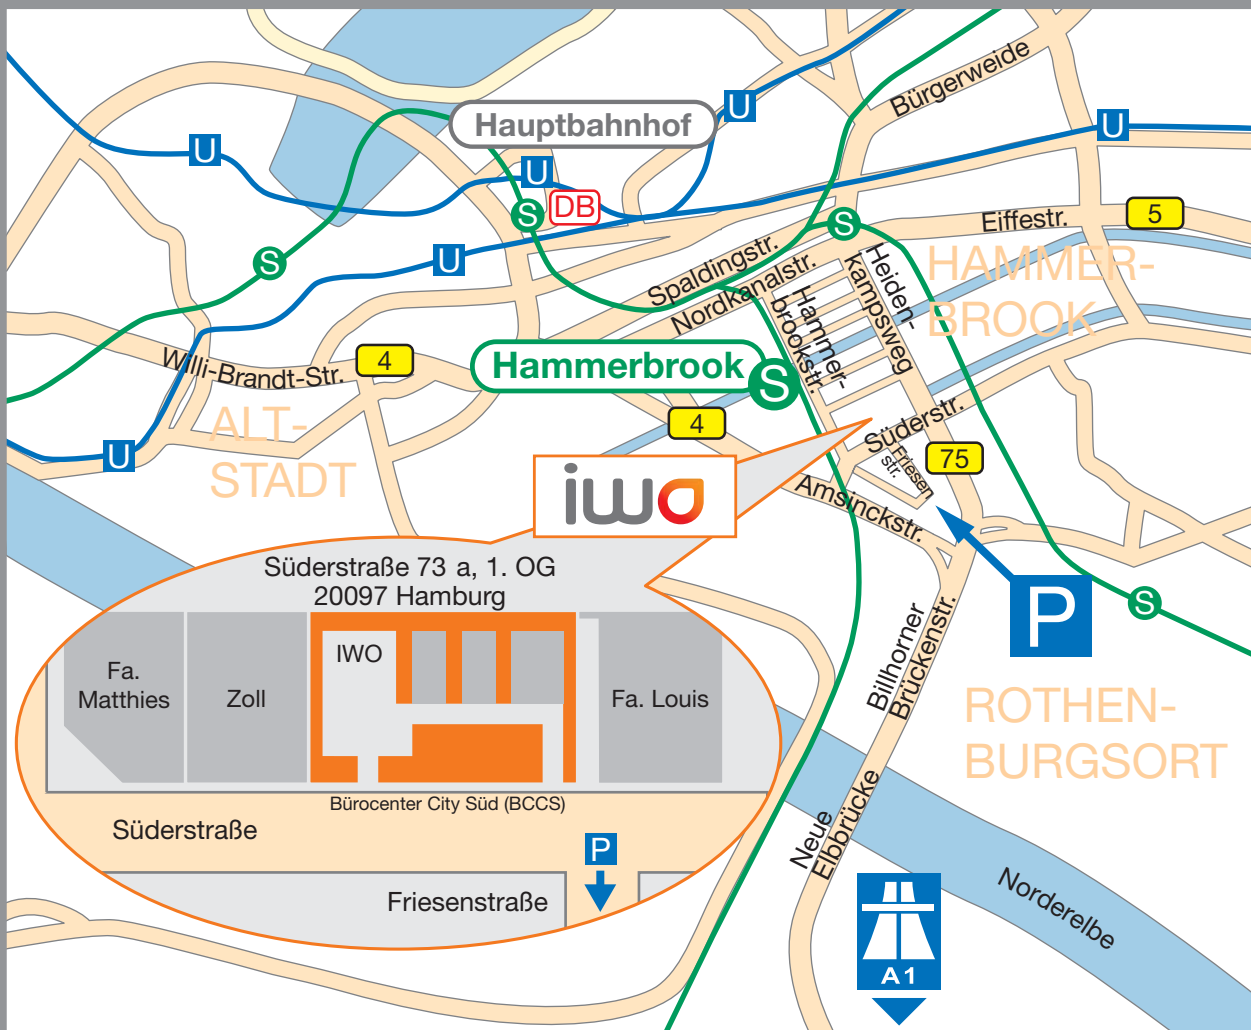 Hauptbahnhof
U
U
U
U
U
U
DB
S
S
S
S
S
Bürgerweide
Eiffestr.
5
Spaldingstr.
Nordkanalstr.
Hammer-
brookstr.
Heiden-
kampsweg
HAMMER-
BROOK
Willi-Brandt-Str.
4
Hammerbrook
ALT-
STADT
4
Süderstr.
75
Friesen
str.
Amsinckstr.
iwo
P
Süderstraße 73 a, 1. OG
20097 Hamburg
IWO
Fa.
Matthies
Zoll
Fa. Louis
Bürocenter City Süd (BCCS)
Süderstraße
P
Friesenstraße
Billhorner
Brückenstr.
ROTHEN-
BURGSORT
Neue
Elbbrücke
Norderelbe
A1